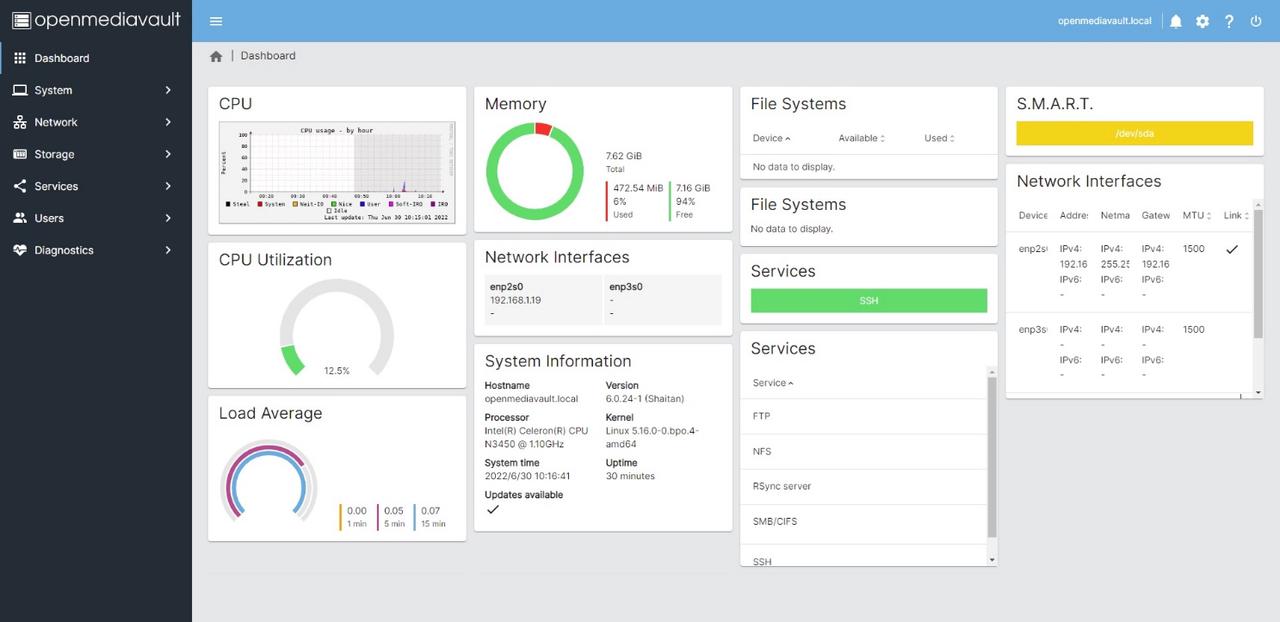 openmediavault
openmediavault.local
Dashboard
System
Network
Storage
Services
Users
Diagnostics
| Dashboard
CPU
CPU usage - by hour
Percent
100
80
60
40
20
0
00:20 00:30 00:40 00:50 10:00 10:10
Steal System Wait-IO Nice User Soft-IRQ IRQ
Idle
Last update: Thu Jun 30 10:15:01 2022
CPU Utilization
12.5%
Load Average
0.00 0.05 0.07
1 min 5 min 15 min
Memory
7.62 GiB
Total
472.54 MiB 7.16 GiB
6% 94%
Used Free
Network Interfaces
enp2s0 enp3s0
192.168.1.19 -
- -
System Information
Hostname Version
openmediavault.local 6.0.24-1 (Shaitan)
Processor Kernel
Intel(R) Celeron(R) CPU Linux 5.16.0-0.bpo.4-
N3450 @ 1.10GHz amd64
System time Uptime
2022/6/30 10:16:41 30 minutes
Updates available
File Systems
Device Available Used
No data to display.
File Systems
No data to display.
Services
SSH
Services
Service
FTP
NFS
RSync server
SMB/CIFS
SSH
S.M.A.R.T.
/dev/sda
Network Interfaces
Device Addre Netma Gatew MTU Link
enp2s IPv4: IPv4: IPv4: 1500
192.16 255.25 192.16
IPv6: IPv6: IPv6:
- - -
enp3s IPv4: IPv4: IPv4: 1500
- - -
IPv6: IPv6: IPv6:
- - -